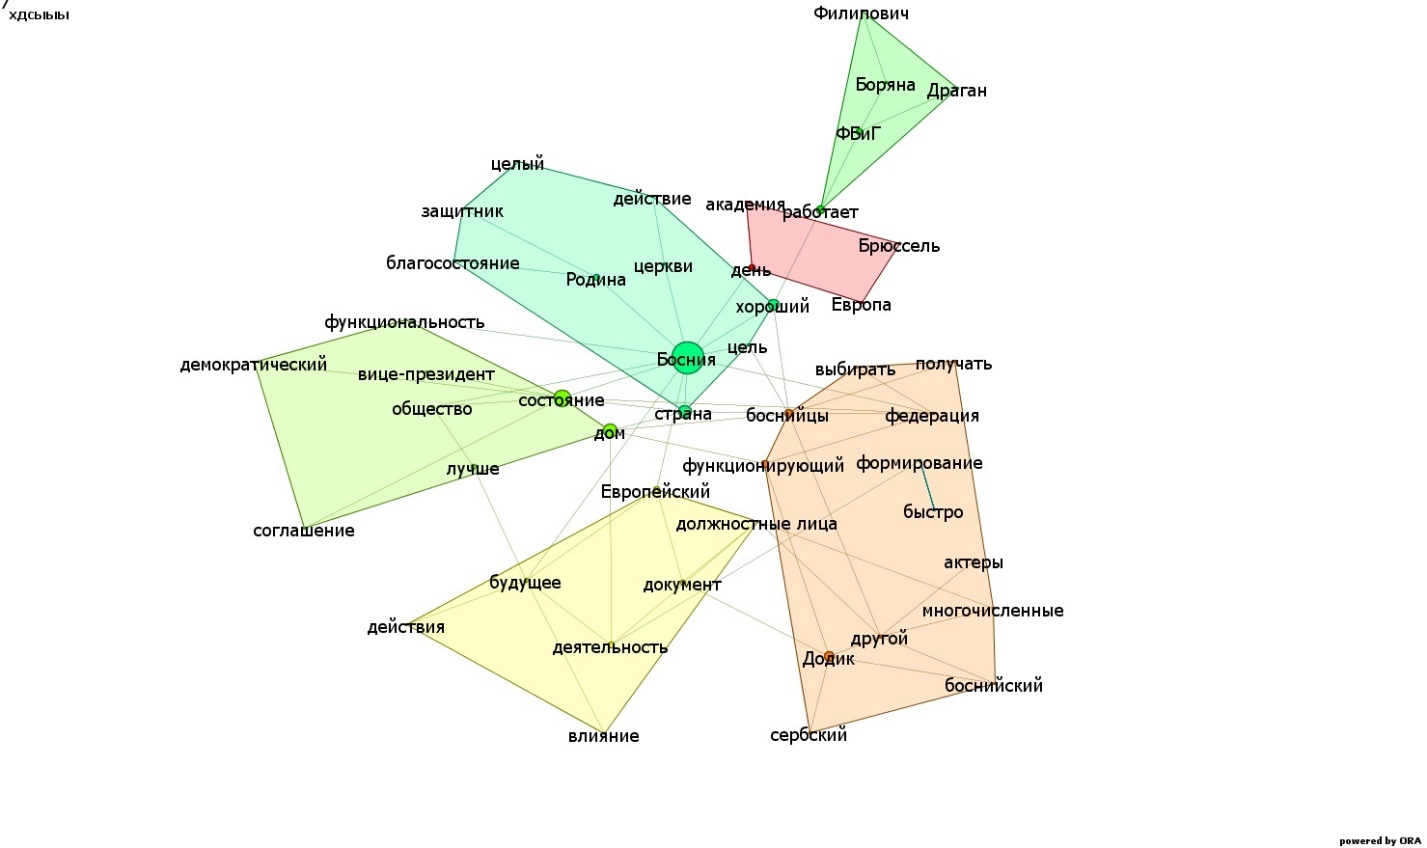 хдсыыы
Филипович
Боряна
Драган
ФБиГ
целый
действие
академия
работает
защитник
Брюссель
благосостояние
церкви
день
Родина
хороший
Европа
функциональность
цель
Босния
демократический
вице-президент
выбирать
получать
общество
состояние
страна
боснийцы
федерация
дом
лучше
функционирующий
формирование
Европейский
быстро
соглашение
должностные лица
актеры
будущее
документ
многочисленные
действия
деятельность
другой
Додик
боснийский
влияние
сербский
powered by ORA